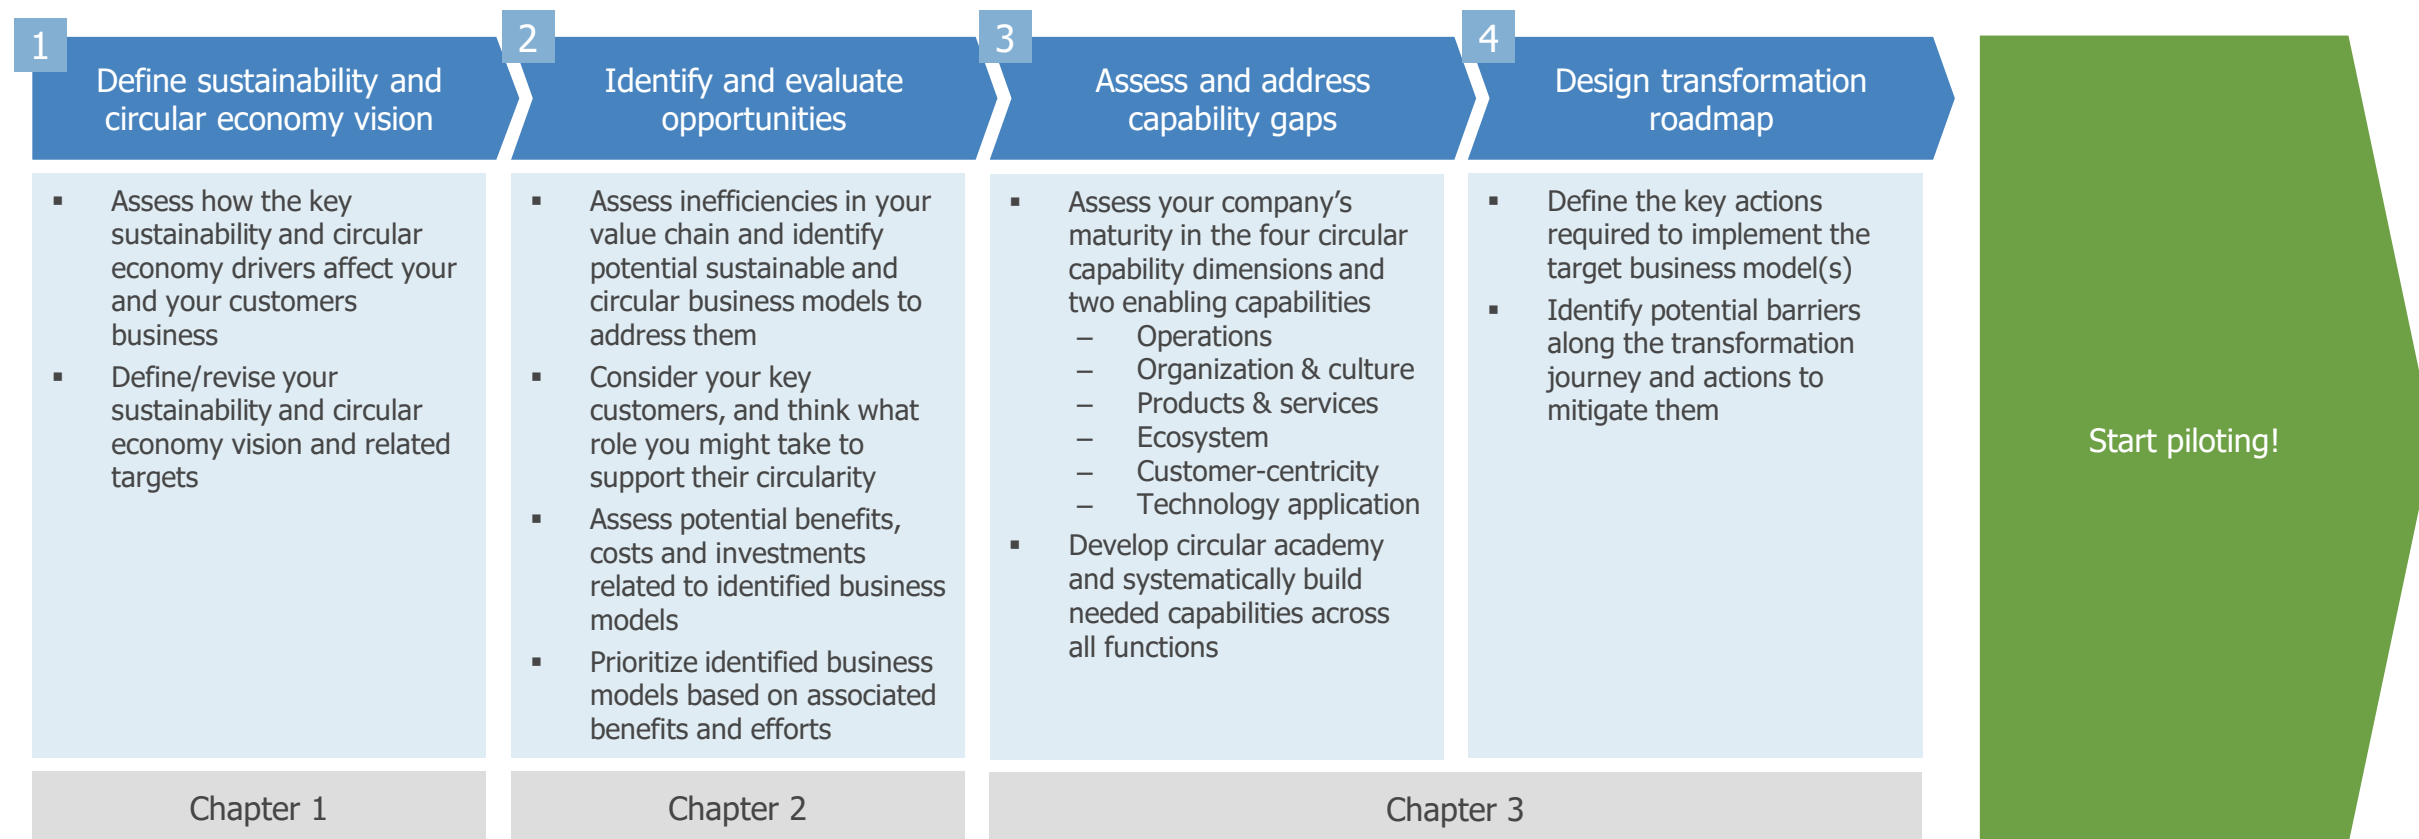 1
Define sustainability and
circular economy vision
▪ Assess how the key
sustainability and circular
economy drivers affect your
and your customers
business
▪ Define/revise your
sustainability and circular
economy vision and related
targets
Chapter 1
2
Identify and evaluate
opportunities
▪ Assess inefficiencies in your
value chain and identify
potential sustainable and
circular business models to
address them
▪ Consider your key
customers, and think what
role you might take to
support their circularity
▪ Assess potential benefits,
costs and investments
related to identified business
models
▪ Prioritize identified business
models based on associated
benefits and efforts
Chapter 2
3
Assess and address
capability gaps
▪ Assess your company’s
maturity in the four circular
capability dimensions and
two enabling capabilities
– Operations
– Organization & culture
– Products & services
– Ecosystem
– Customer-centricity
– Technology application
▪ Develop circular academy
and systematically build
needed capabilities across
all functions
4
Design transformation
roadmap
▪ Define the key actions
required to implement the
target business model(s)
▪ Identify potential barriers
along the transformation
journey and actions to
mitigate them
Chapter 3
Start piloting!